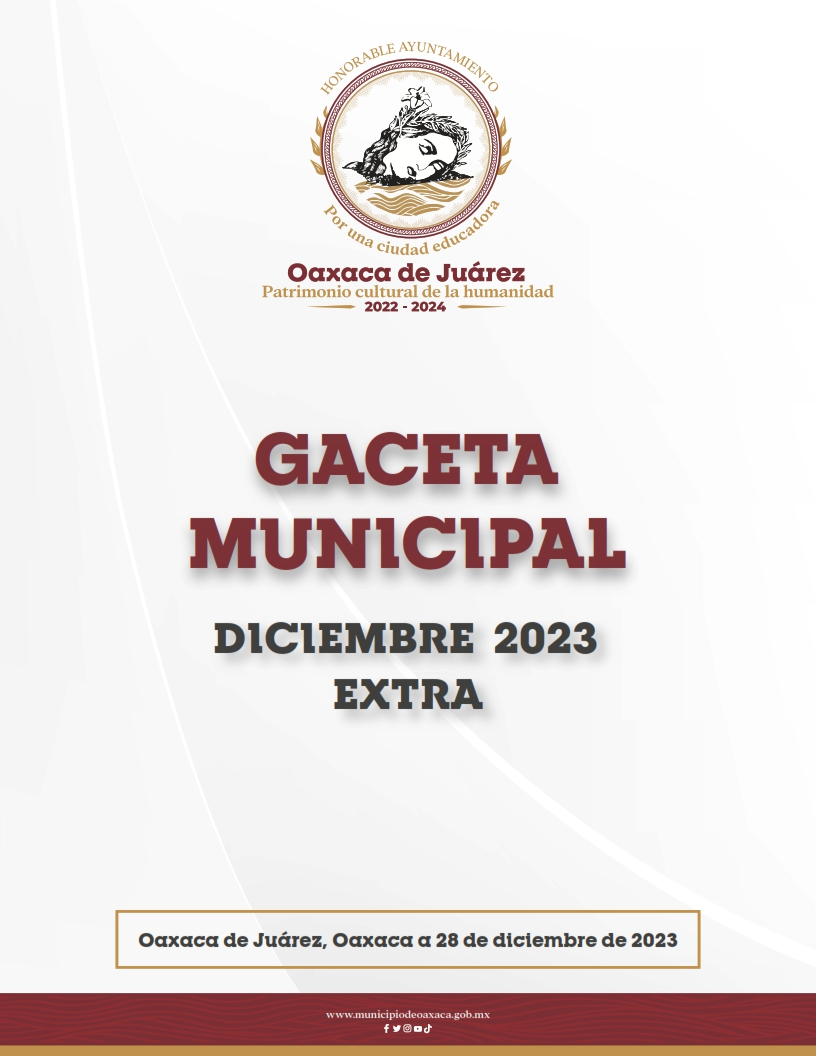 HONORABLE AYUNTAMIENTO
Por una ciudad educadora
Oaxaca de Juárez
Patrimonio cultural de la humanidad
2022 - 2024
GACETA
MUNICIPAL
DICIEMBRE 2023
EXTRA
Oaxaca de Juárez, Oaxaca a 28 de diciembre de 2023
www.municipiodeoaxaca.gob.mx